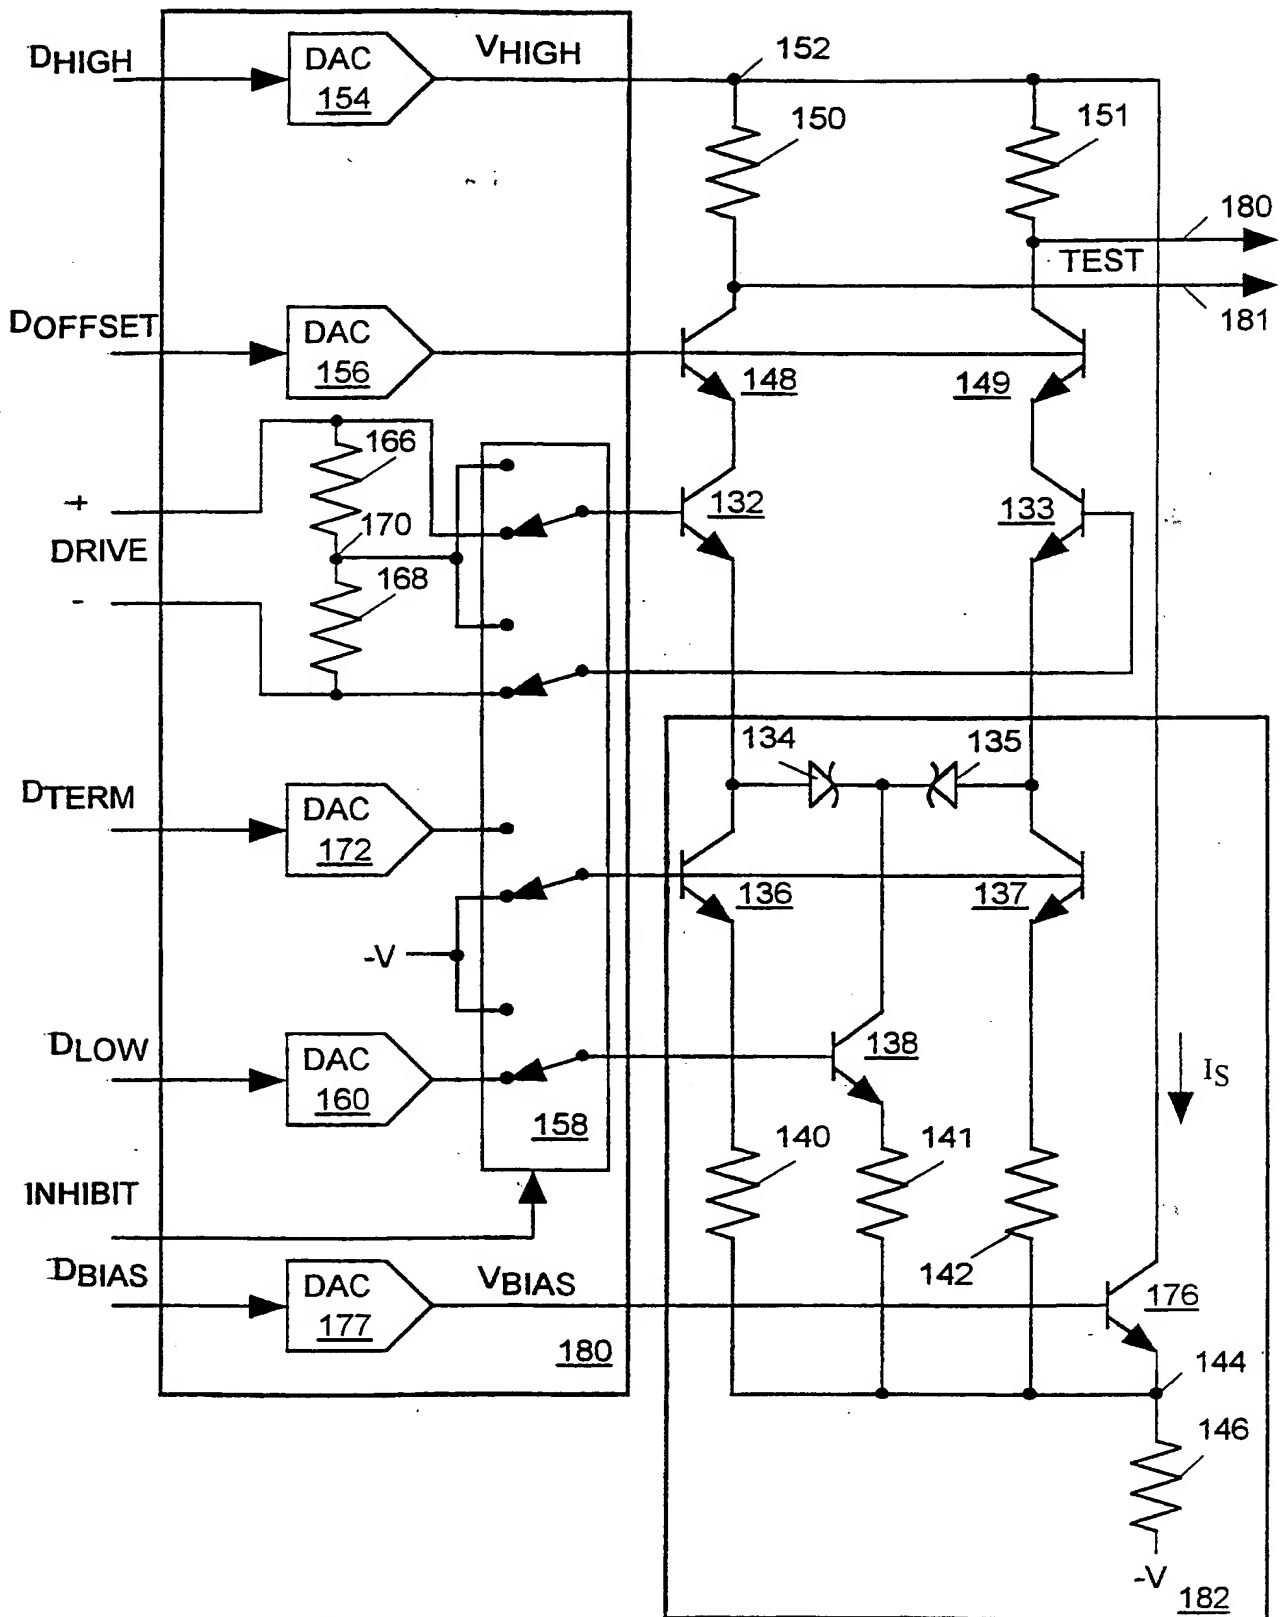 DHIGH
DAC
154
VHIGH
152
150
151
180
TEST
181
DOFFSET
DAC
156
148
149
166
+
170
132
133
DRIVE
168
-
134
135
DTERM
DAC
172
136
137
-V
DLOW
DAC
160
138
IS
158
140
141
INHIBIT
142
DBIAS
DAC
177
VBIAS
176
180
144
146
-V
182